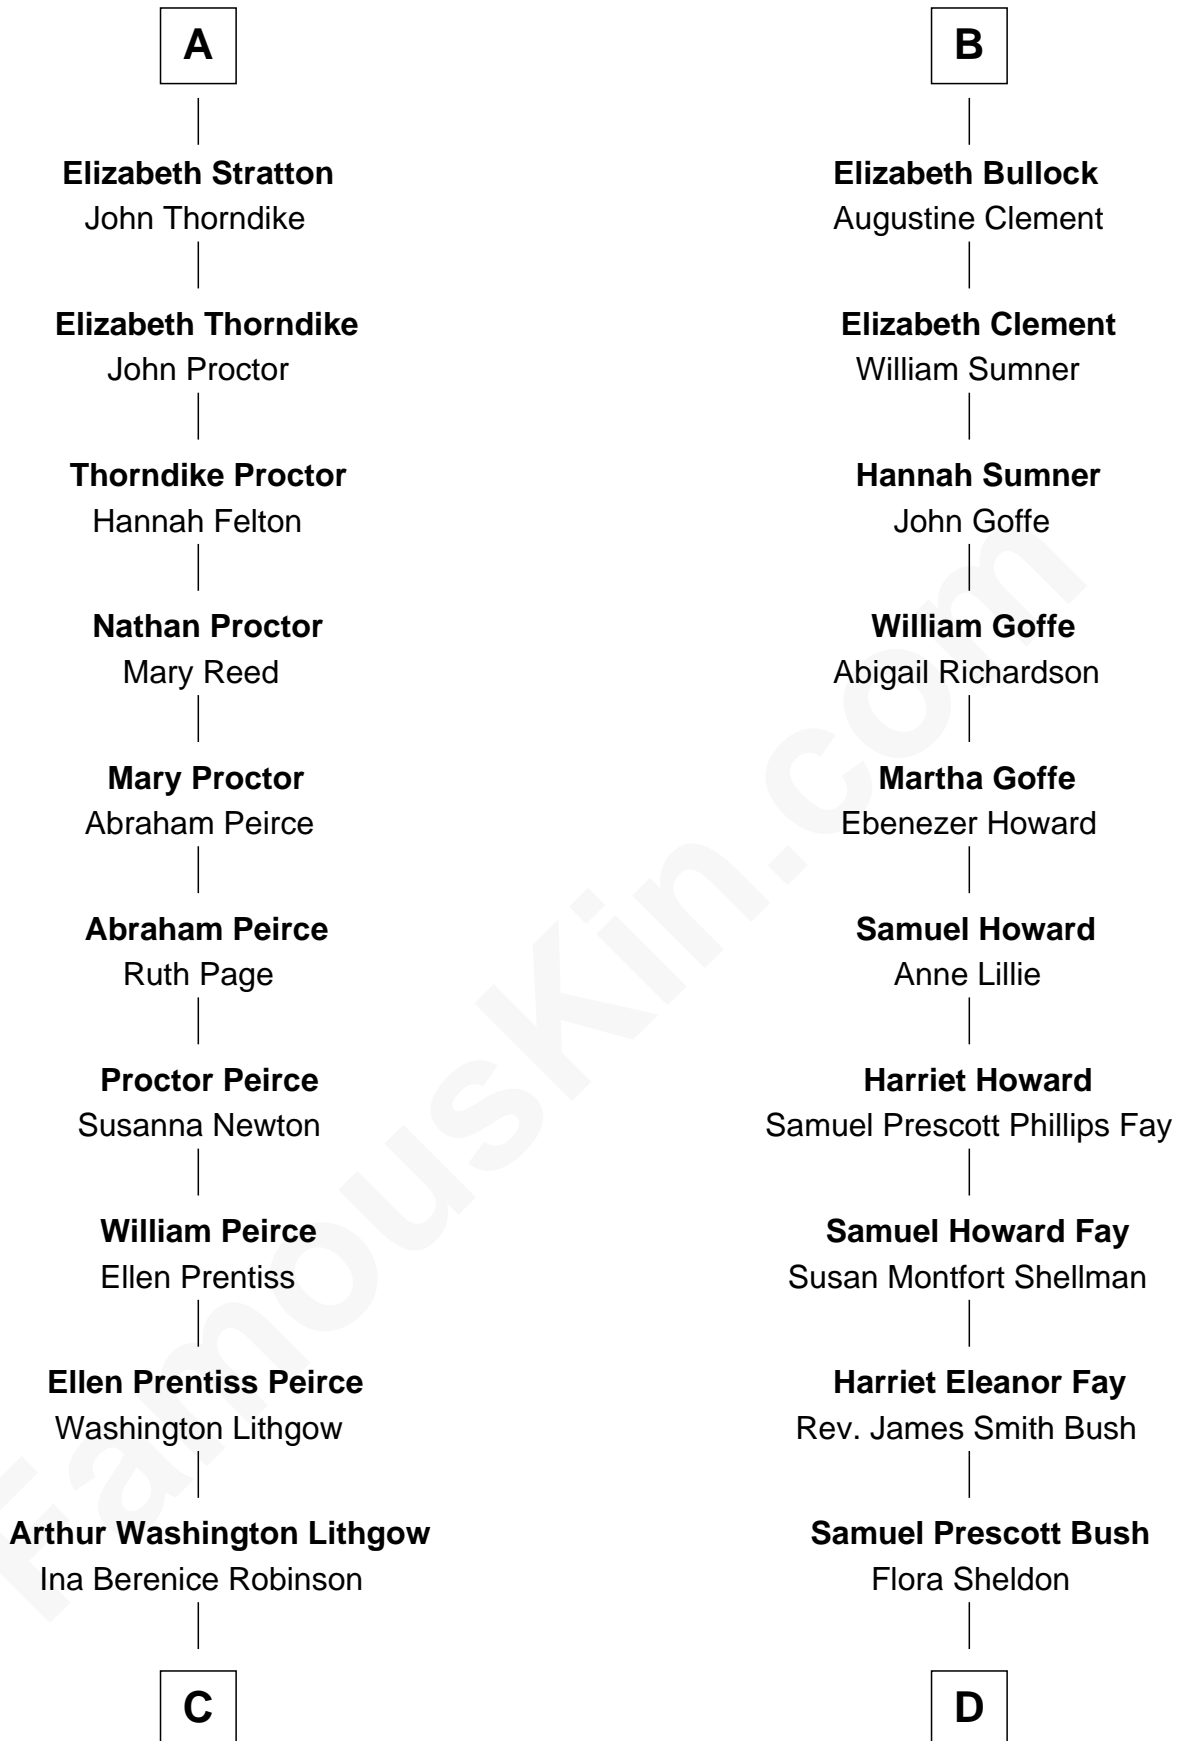 A
Elizabeth Stratton
John Thorndike
Elizabeth Thorndike
John Proctor
Thorndike Proctor
Hannah Felton
Nathan Proctor
Mary Reed
Mary Proctor
Abraham Peirce
Abraham Peirce
Ruth Page
Proctor Peirce
Susanna Newton
William Peirce
Ellen Prentiss
Ellen Prentiss Peirce
Washington Lithgow
Arthur Washington Lithgow
Ina Berenice Robinson
C
B
Elizabeth Bullock
Augustine Clement
Elizabeth Clement
William Sumner
Hannah Sumner
John Goffe
William Goffe
Abigail Richardson
Martha Goffe
Ebenezer Howard
Samuel Howard
Anne Lillie
Harriet Howard
Samuel Prescott Phillips Fay
Samuel Howard Fay
Susan Montfort Shellman
Harriet Eleanor Fay
Rev. James Smith Bush
Samuel Prescott Bush
Flora Sheldon
D
FamousKin.com